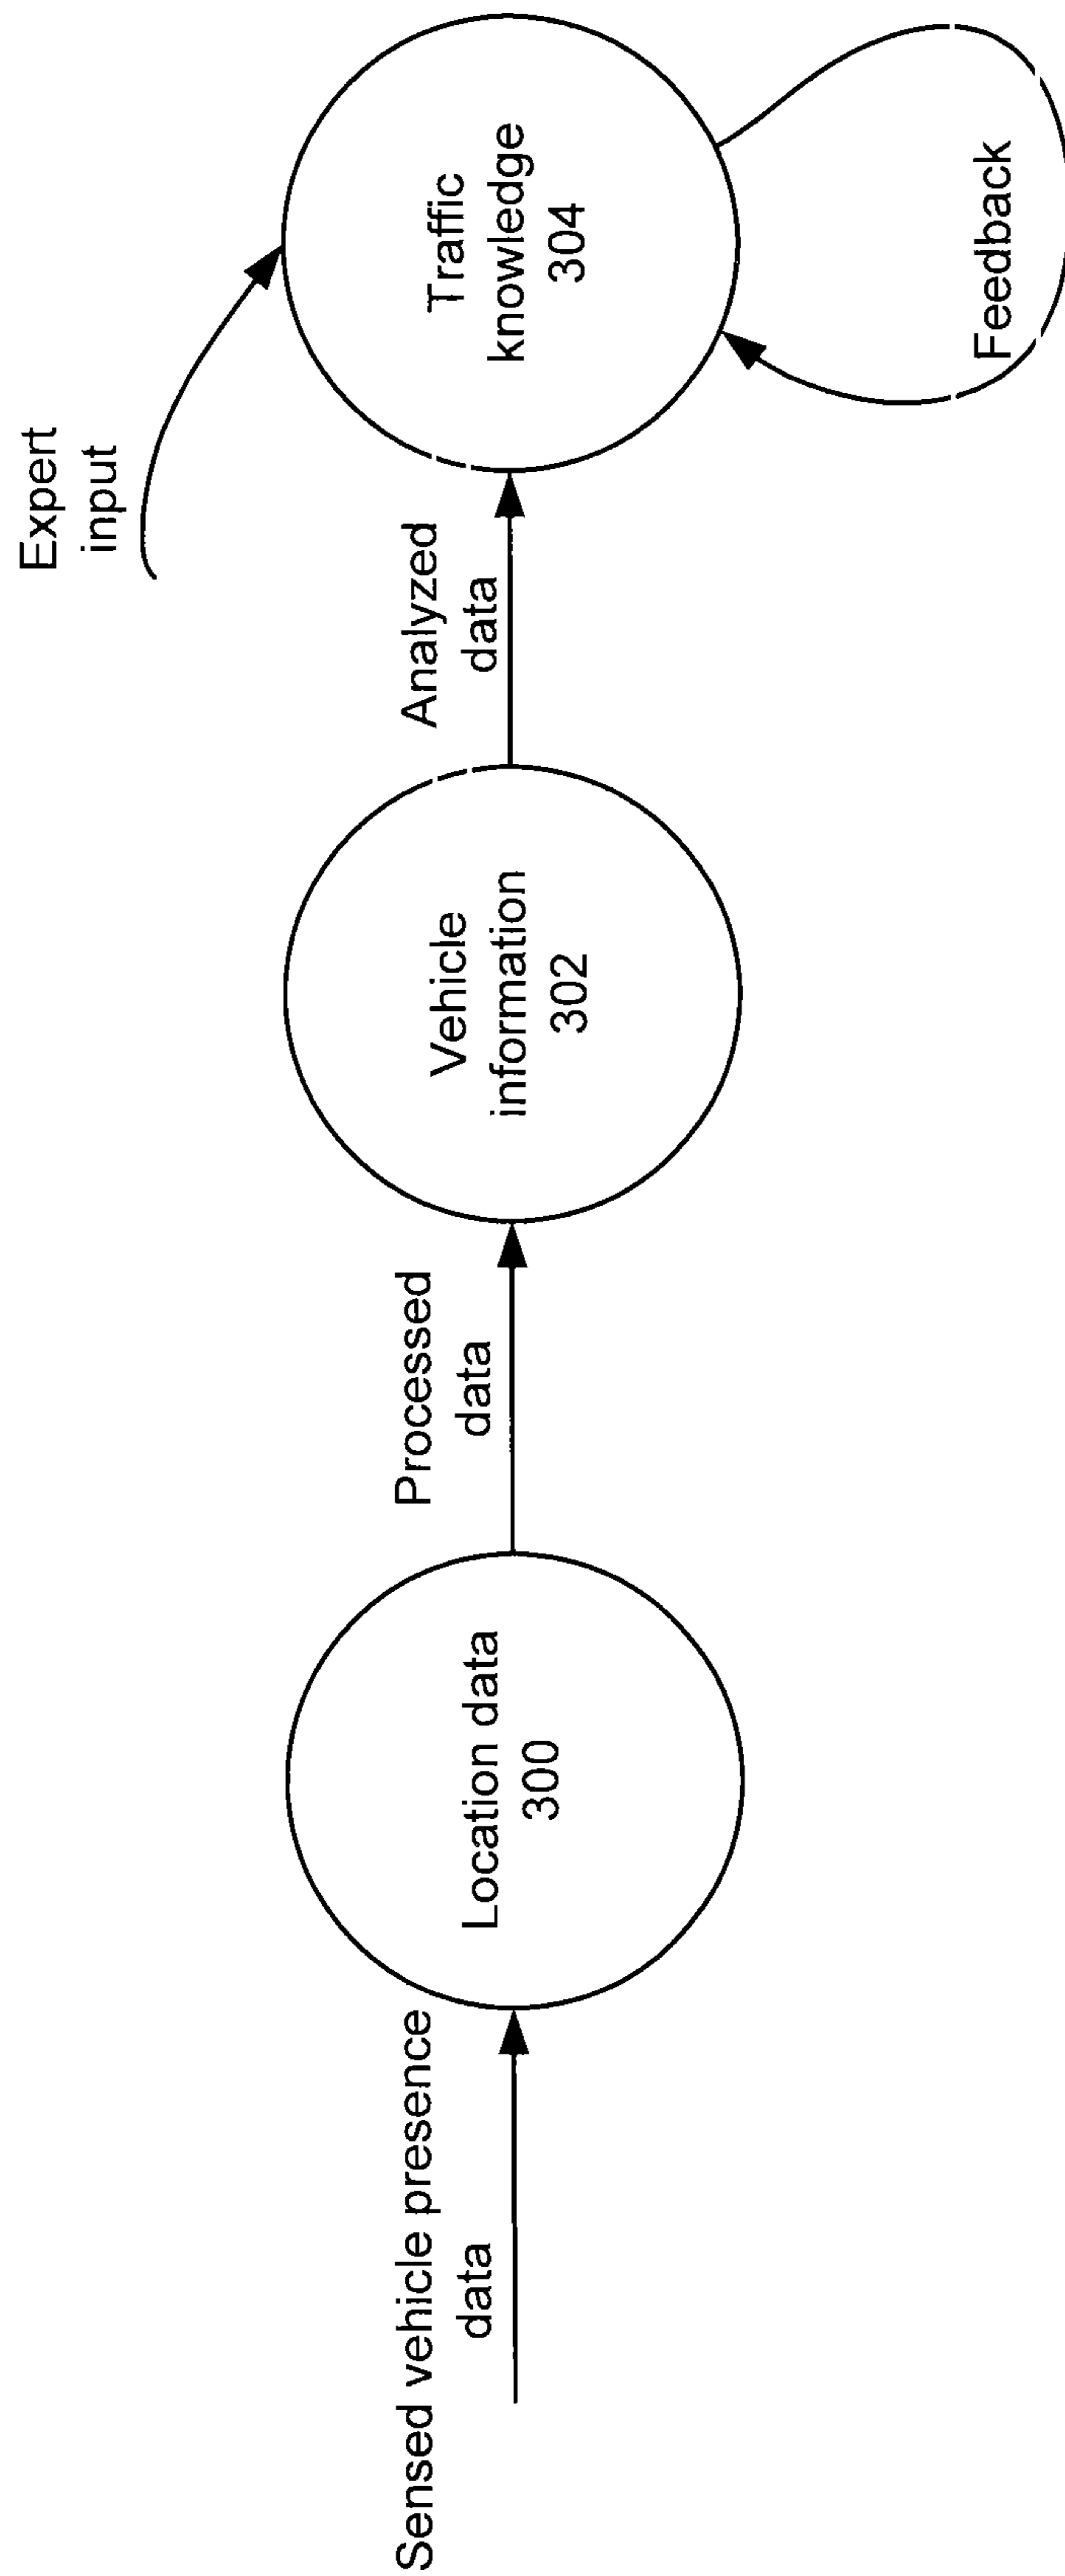 Sensed vehicle presence
data
Location data
300
Processed
data
Vehicle
information
302
Analyzed
data
Expert
input
Traffic
knowledge
304
Feedback